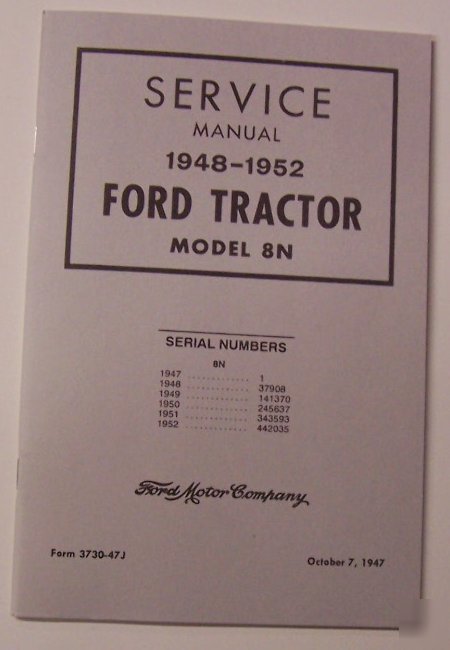 SERVICE
MANUAL
1948-1952
FORD TRACTOR
MODEL 8N
SERIAL NUMBERS
8N
1947 ............. 1
1948 ............. 37908
1949 ............. 141370
1950 ............. 245637
1951 ............. 343593
1952 ............. 442035
Ford Motor Company
Form 3730-47J
October 7, 1947